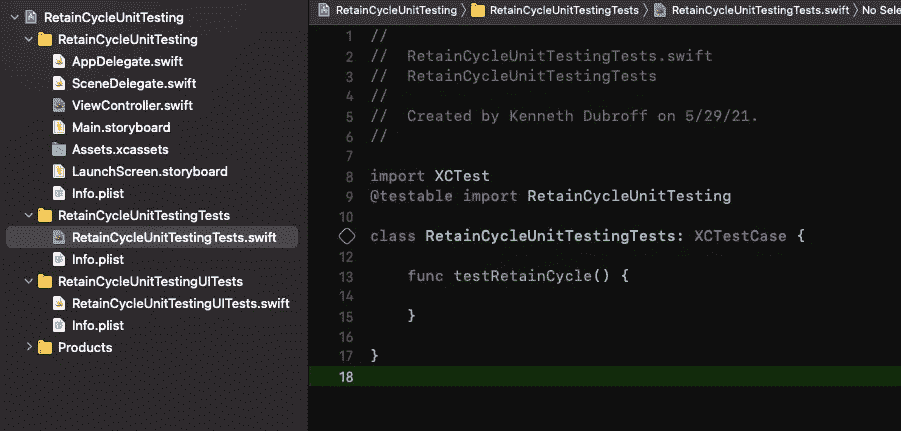 RetainCycleUnitTesting
RetainCycleUnitTesting
AppDelegate.swift
SceneDelegate.swift
ViewController.swift
Main.storyboard
Assets.xcassets
LaunchScreen.storyboard
Info.plist
RetainCycleUnitTestingTests
RetainCycleUnitTestingTests.swift
Info.plist
RetainCycleUnitTestingUITests
RetainCycleUnitTestingUITests.swift
Info.plist
Products
RetainCycleUnitTesting 〉 RetainCycleUnitTestingTests 〉 RetainCycleUnitTestingTests.swift 〉 No Sele
1 //
2 //  RetainCycleUnitTestingTests.swift
3 //  RetainCycleUnitTestingTests
4 //
5 //  Created by Kenneth Dubroff on 5/29/21.
6 //
7
8 import XCTest
9 @testable import RetainCycleUnitTesting
10
class RetainCycleUnitTestingTests: XCTestCase {
12
13     func testRetainCycle() {
14
15     }
16
17 }
18